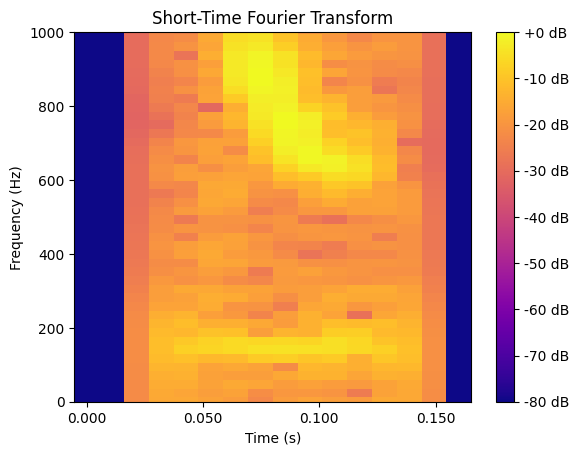 Short-Time Fourier Transform
Frequency (Hz)
1000
800
600
400
200
0
0.000
0.050
0.100
0.150
Time (s)
+0 dB
-10 dB
-20 dB
-30 dB
-40 dB
-50 dB
-60 dB
-70 dB
-80 dB